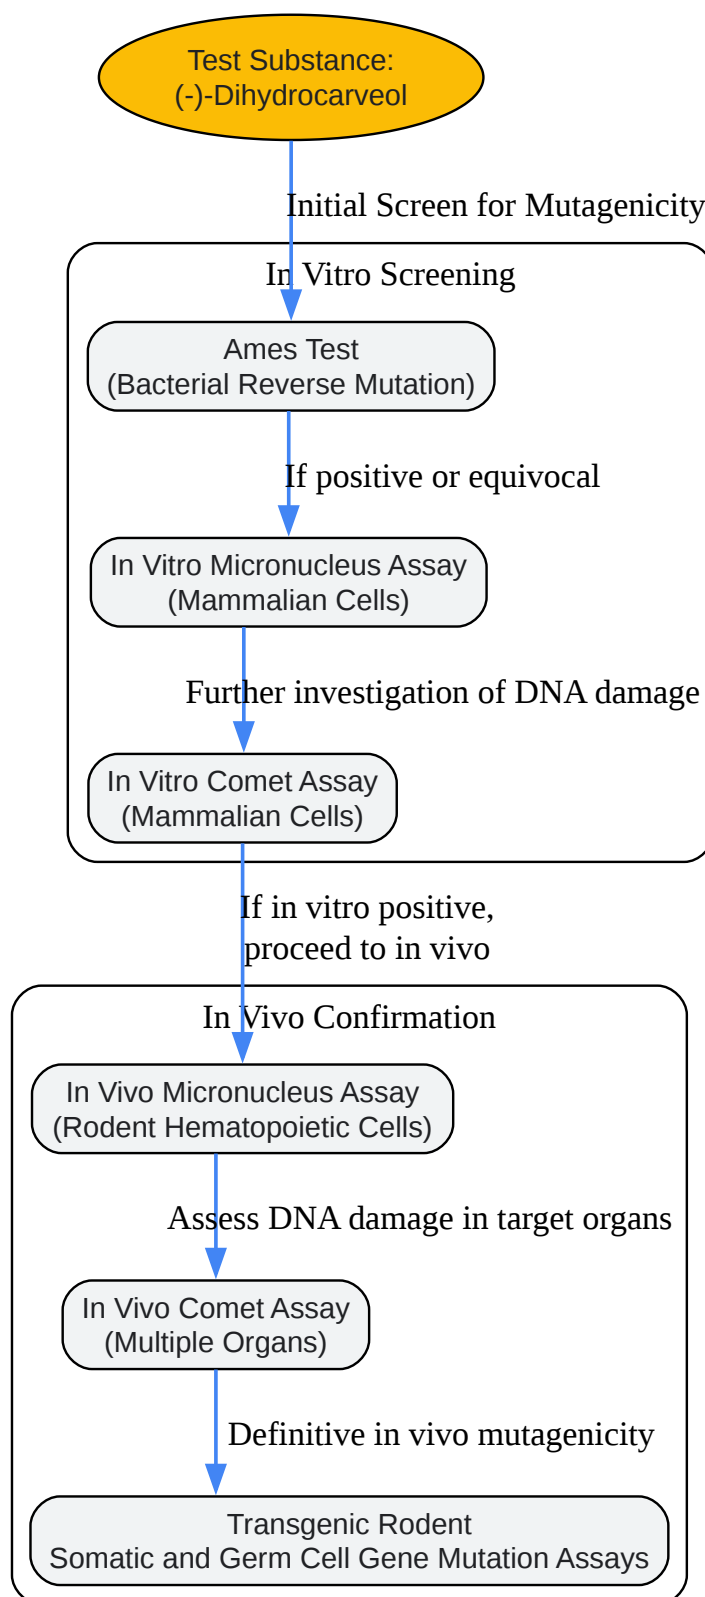 Test Substance:
(-)-Dihydrocarveol
Initial Screen for Mutagenicity
In Vitro Screening
Ames Test
(Bacterial Reverse Mutation)
If positive or equivocal
In Vitro Micronucleus Assay
(Mammalian Cells)
Further investigation of DNA damage
In Vitro Comet Assay
(Mammalian Cells)
If in vitro positive,
proceed to in vivo
In Vivo Confirmation
In Vivo Micronucleus Assay
(Rodent Hematopoietic Cells)
Assess DNA damage in target organs
In Vivo Comet Assay
(Multiple Organs)
Definitive in vivo mutagenicity
Transgenic Rodent
Somatic and Germ Cell Gene Mutation Assays